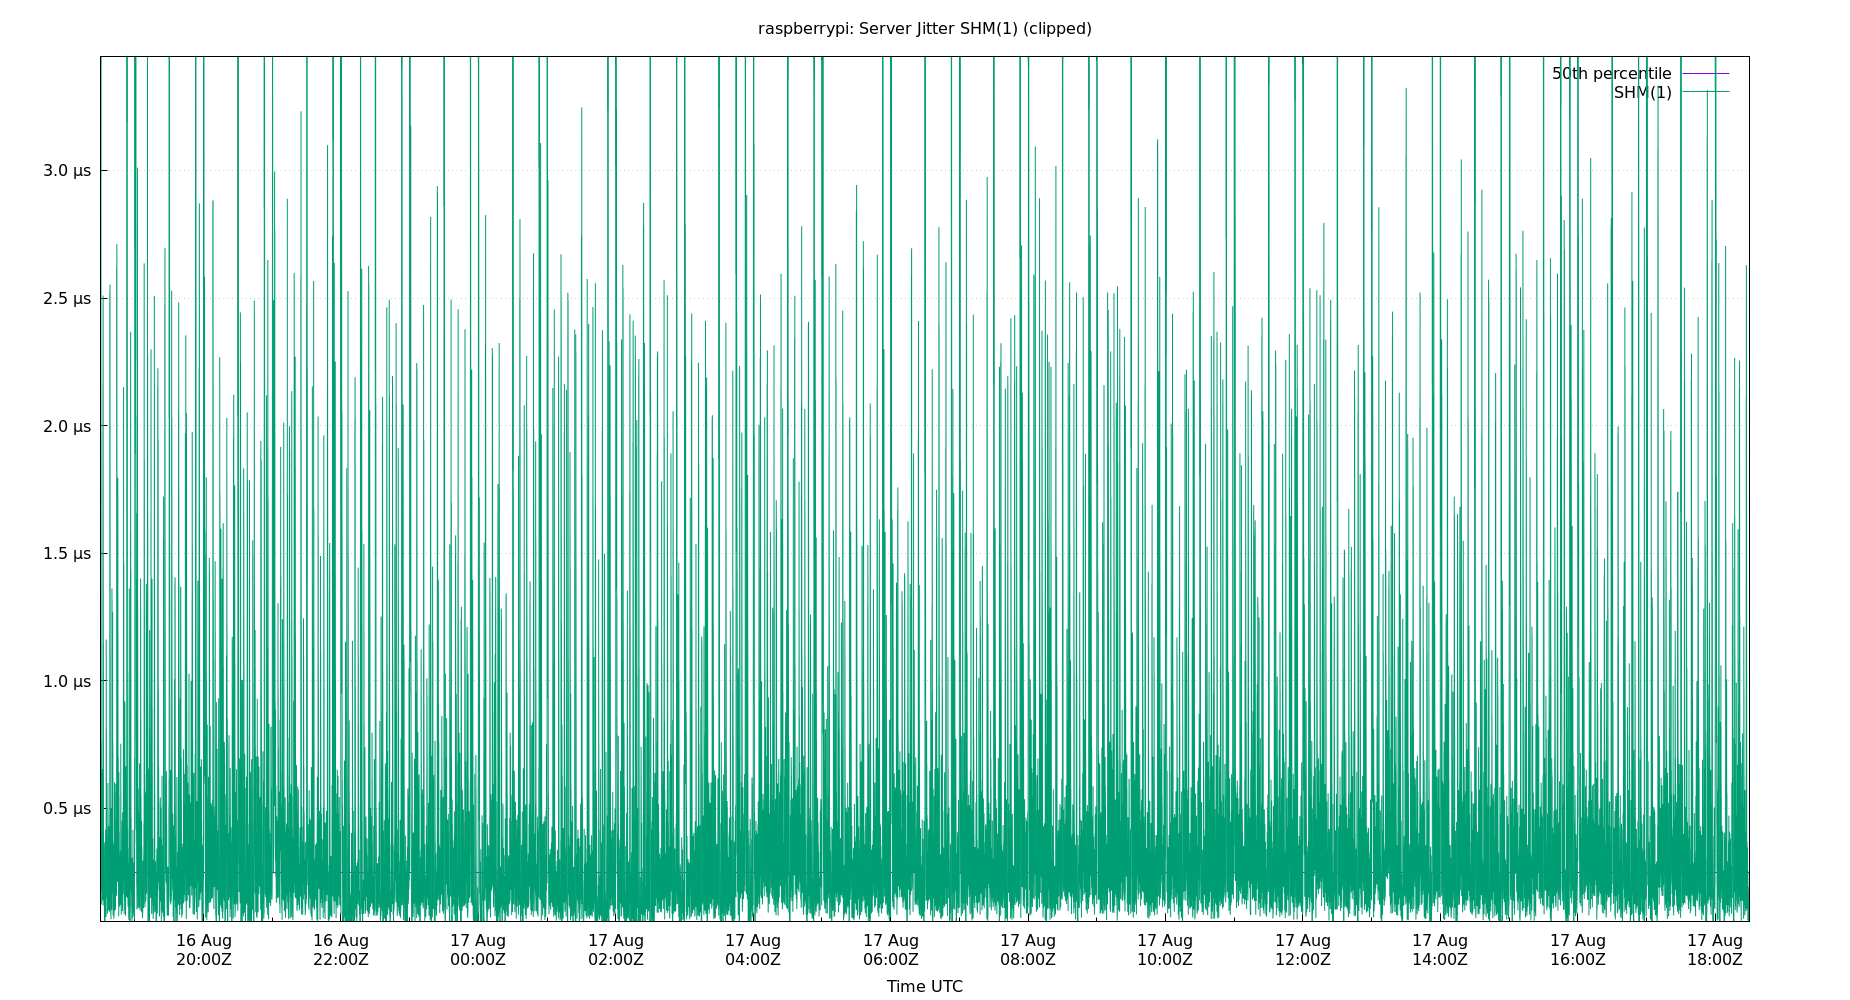 raspberrypi: Server Jitter SHM(1) (clipped)
50th percentile
SHM(1)
3.0 µs
2.5 µs
2.0 µs
1.5 µs
1.0 µs
0.5 µs
16 Aug 16 Aug 17 Aug 17 Aug 17 Aug 17 Aug 17 Aug 17 Aug 17 Aug 17 Aug 17 Aug 17 Aug
20:00Z 22:00Z 00:00Z 02:00Z 04:00Z 06:00Z 08:00Z 10:00Z 12:00Z 14:00Z 16:00Z 18:00Z
Time UTC